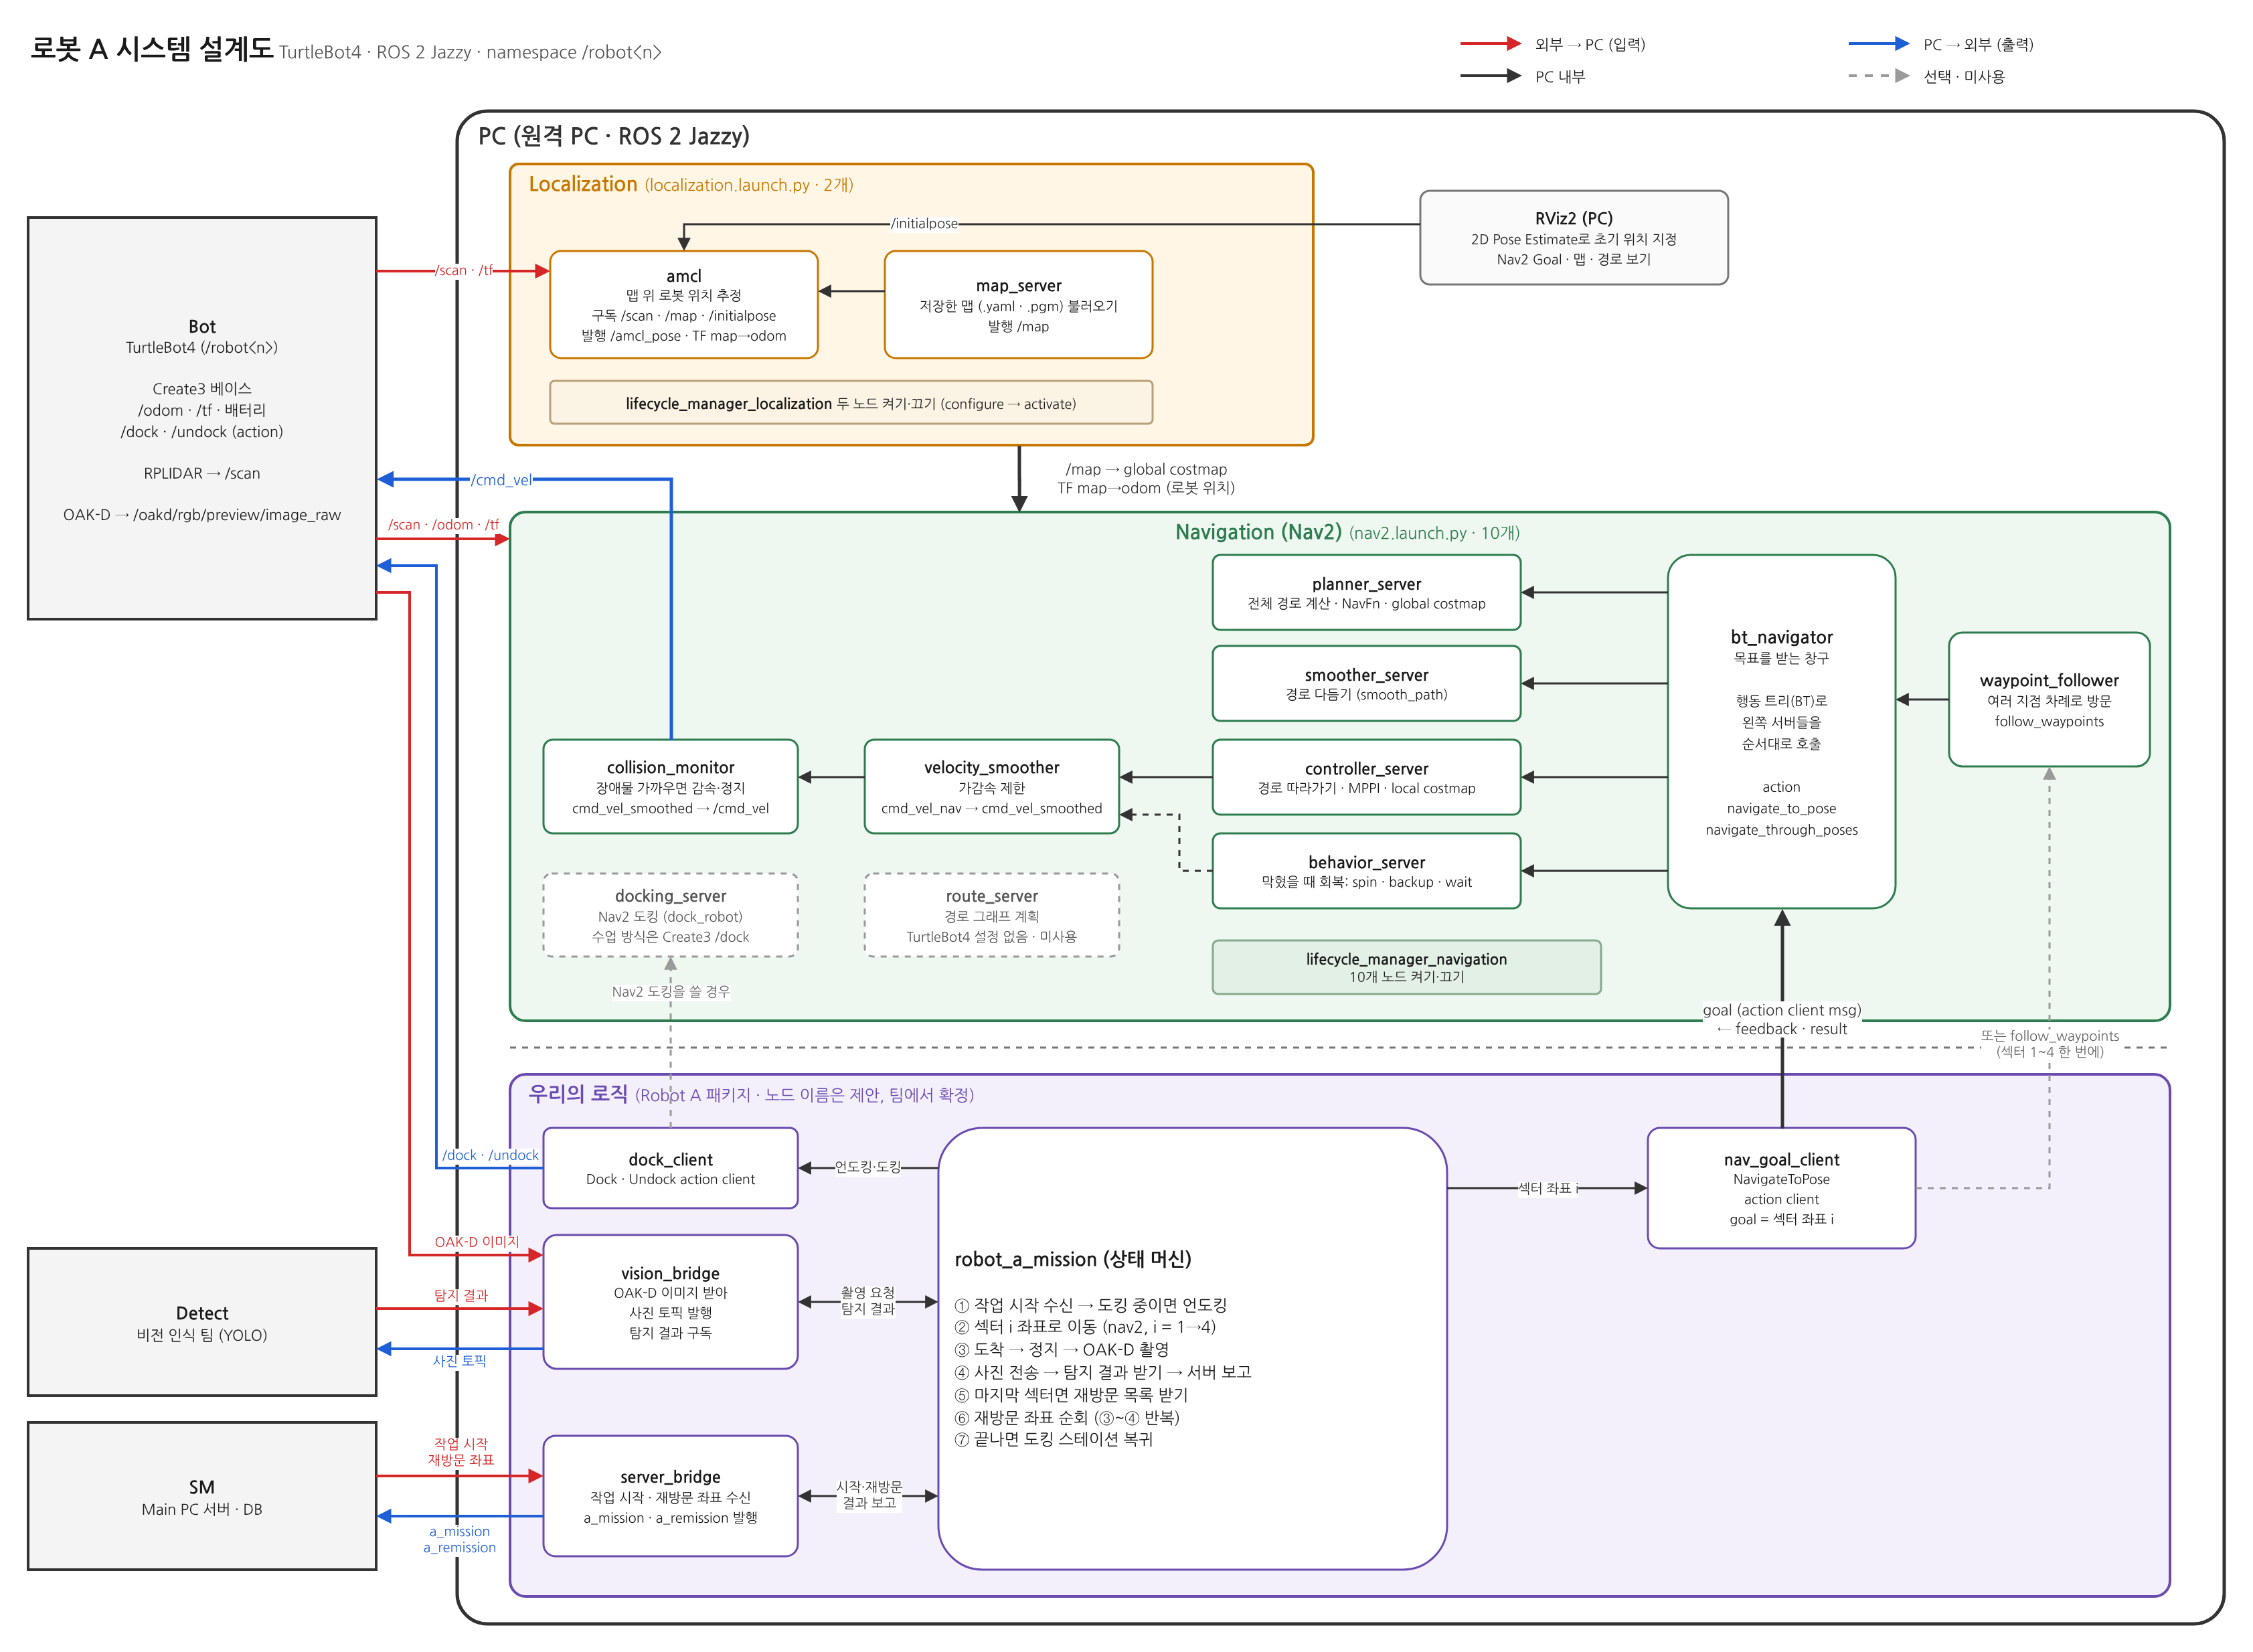 로봇 A 시스템 설계도 TurtleBot4 · ROS 2 Jazzy · namespace /robot<n>
외부 → PC (입력)
PC → 외부 (출력)
PC 내부
선택 · 미사용
PC (원격 PC · ROS 2 Jazzy)
Localization (localization.launch.py · 2개)
/initialpose
RViz2 (PC)
2D Pose Estimate로 초기 위치 지정
Nav2 Goal · 맵 · 경로 보기
/scan · /tf
amcl
맵 위 로봇 위치 추정
구독 /scan · /map · /initialpose
발행 /amcl_pose · TF map→odom
map_server
저장한 맵 (.yaml · .pgm) 불러오기
발행 /map
lifecycle_manager_localization 두 노드 켜기·끄기 (configure → activate)
Bot
TurtleBot4 (/robot<n>)
Create3 베이스
/odom · /tf · 배터리
/dock · /undock (action)
RPLIDAR → /scan
OAK-D → /oakd/rgb/preview/image_raw
/cmd_vel
/scan · /odom · /tf
/map → global costmap
TF map→odom (로봇 위치)
Navigation (Nav2) (nav2.launch.py · 10개)
planner_server
전체 경로 계산 · NavFn · global costmap
smoother_server
경로 다듬기 (smooth_path)
controller_server
경로 따라가기 · MPPI · local costmap
behavior_server
막혔을 때 회복: spin · backup · wait
bt_navigator
목표를 받는 창구
행동 트리(BT)로
왼쪽 서버들을
순서대로 호출
action
navigate_to_pose
navigate_through_poses
waypoint_follower
여러 지점 차례로 방문
follow_waypoints
collision_monitor
장애물 가까우면 감속·정지
cmd_vel_smoothed → /cmd_vel
velocity_smoother
가감속 제한
cmd_vel_nav → cmd_vel_smoothed
docking_server
Nav2 도킹 (dock_robot)
수업 방식은 Create3 /dock
route_server
경로 그래프 계획
TurtleBot4 설정 없음 · 미사용
lifecycle_manager_navigation
10개 노드 켜기·끄기
Nav2 도킹을 쓸 경우
goal (action client msg)
← feedback · result
또는 follow_waypoints
(섹터 1~4 한 번에)
우리의 로직 (Robot A 패키지 · 노드 이름은 제안, 팀에서 확정)
/dock · /undock
dock_client
Dock · Undock action client
언도킹·도킹
섹터 좌표 i
nav_goal_client
NavigateToPose
action client
goal = 섹터 좌표 i
OAK-D 이미지
vision_bridge
OAK-D 이미지 받아
사진 토픽 발행
탐지 결과 구독
촬영 요청
탐지 결과
robot_a_mission (상태 머신)
① 작업 시작 수신 → 도킹 중이면 언도킹
② 섹터 i 좌표로 이동 (nav2, i = 1→4)
③ 도착 → 정지 → OAK-D 촬영
④ 사진 전송 → 탐지 결과 받기 → 서버 보고
⑤ 마지막 섹터면 재방문 목록 받기
⑥ 재방문 좌표 순회 (③~④ 반복)
⑦ 끝나면 도킹 스테이션 복귀
Detect
비전 인식 팀 (YOLO)
탐지 결과
사진 토픽
SM
Main PC 서버 · DB
작업 시작
재방문 좌표
a_mission
a_remission
server_bridge
작업 시작 · 재방문 좌표 수신
a_mission · a_remission 발행
시작·재방문
결과 보고